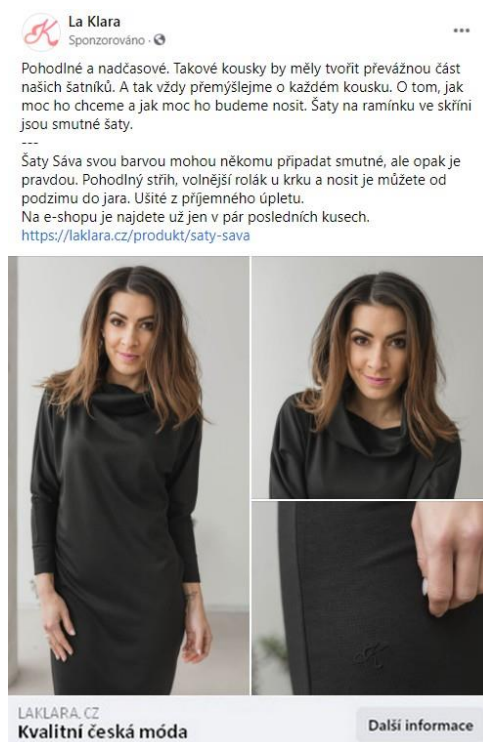 La Klara
Sponzorováno ·
Pohodlné a nadčasové. Takové kousky by měly tvořit převážnou část
našich šatníků. A tak vždy přemýšlejme o každém kousku. O tom, jak
moc ho chceme a jak moc ho budeme nosit. Šaty na ramínku ve skříni
jsou smutné šaty.
---
Šaty Sáva svou barvou mohou někomu připadat smutné, ale opak je
pravdou. Pohodlný střih, volnější rolák u krku a nosit je můžete od
podzimu do jara. Ušité z příjemného úpletu.
Na e-shopu je najdete už jen v pár posledních kusech.
https://laklara.cz/produkt/saty-sava
LAKLARA.CZ
Kvalitní česká móda
Další informace